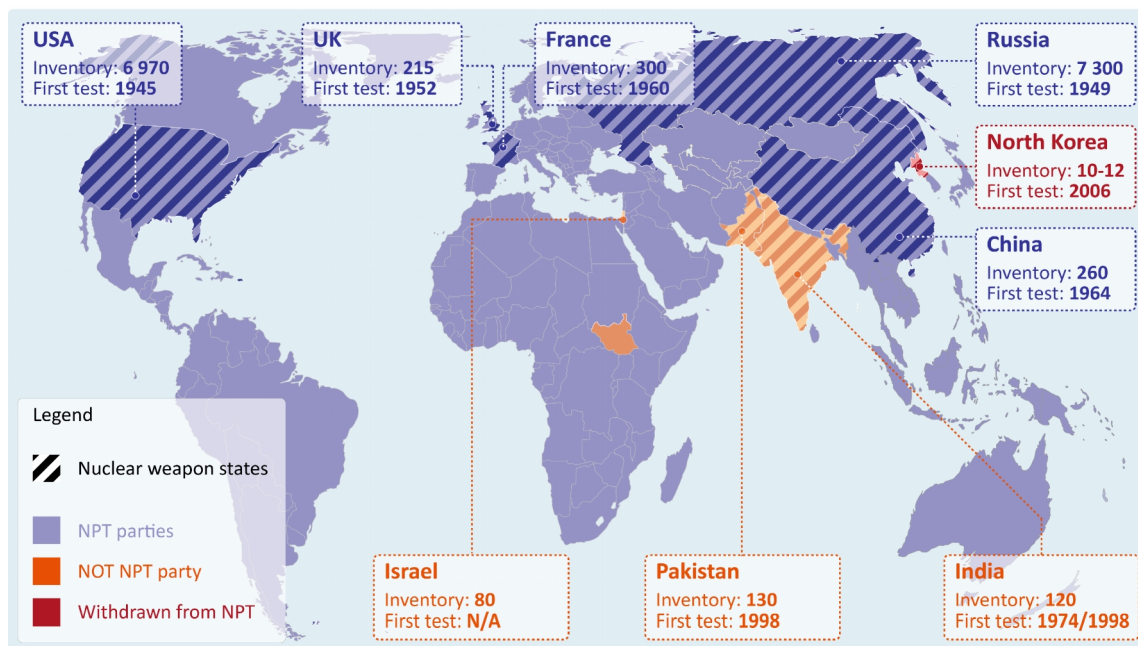 USA
Inventory: 6 970
First test: 1945
UK
Inventory: 215
First test: 1952
France
Inventory: 300
First test: 1960
Russia
Inventory: 7 300
First test: 1949
North Korea
Inventory: 10-12
First test: 2006
China
Inventory: 260
First test: 1964
Legend
Nuclear weapon states
NPT parties
NOT NPT party
Withdrawn from NPT
Israel
Inventory: 80
First test: N/A
Pakistan
Inventory: 130
First test: 1998
India
Inventory: 120
First test: 1974/1998